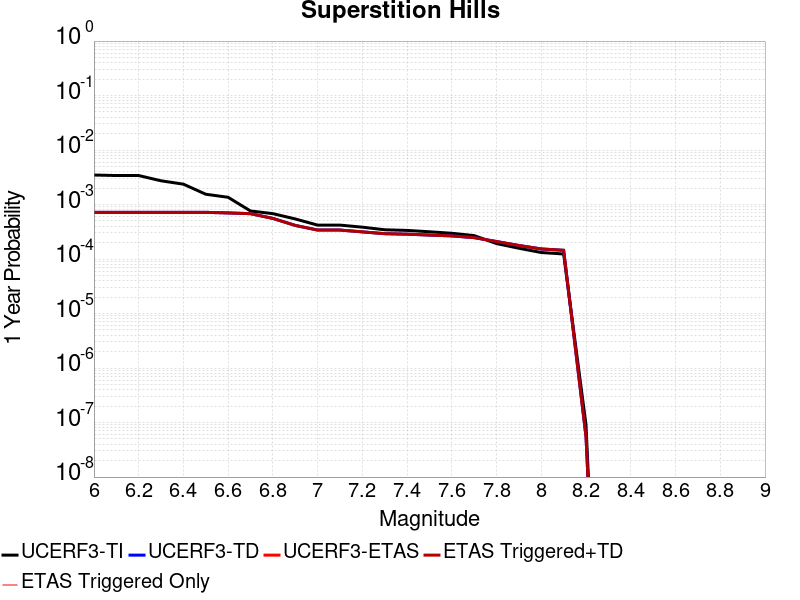 Superstition Hills
10^0
10^-1
10^-2
10^-3
10^-4
10^-5
10^-6
10^-7
10^-8
1 Year Probability
6 6.2 6.4 6.6 6.8 7 7.2 7.4 7.6 7.8 8 8.2 8.4 8.6 8.8 9
Magnitude
UCERF3-TI UCERF3-TD UCERF3-ETAS ETAS Triggered+TD
ETAS Triggered Only